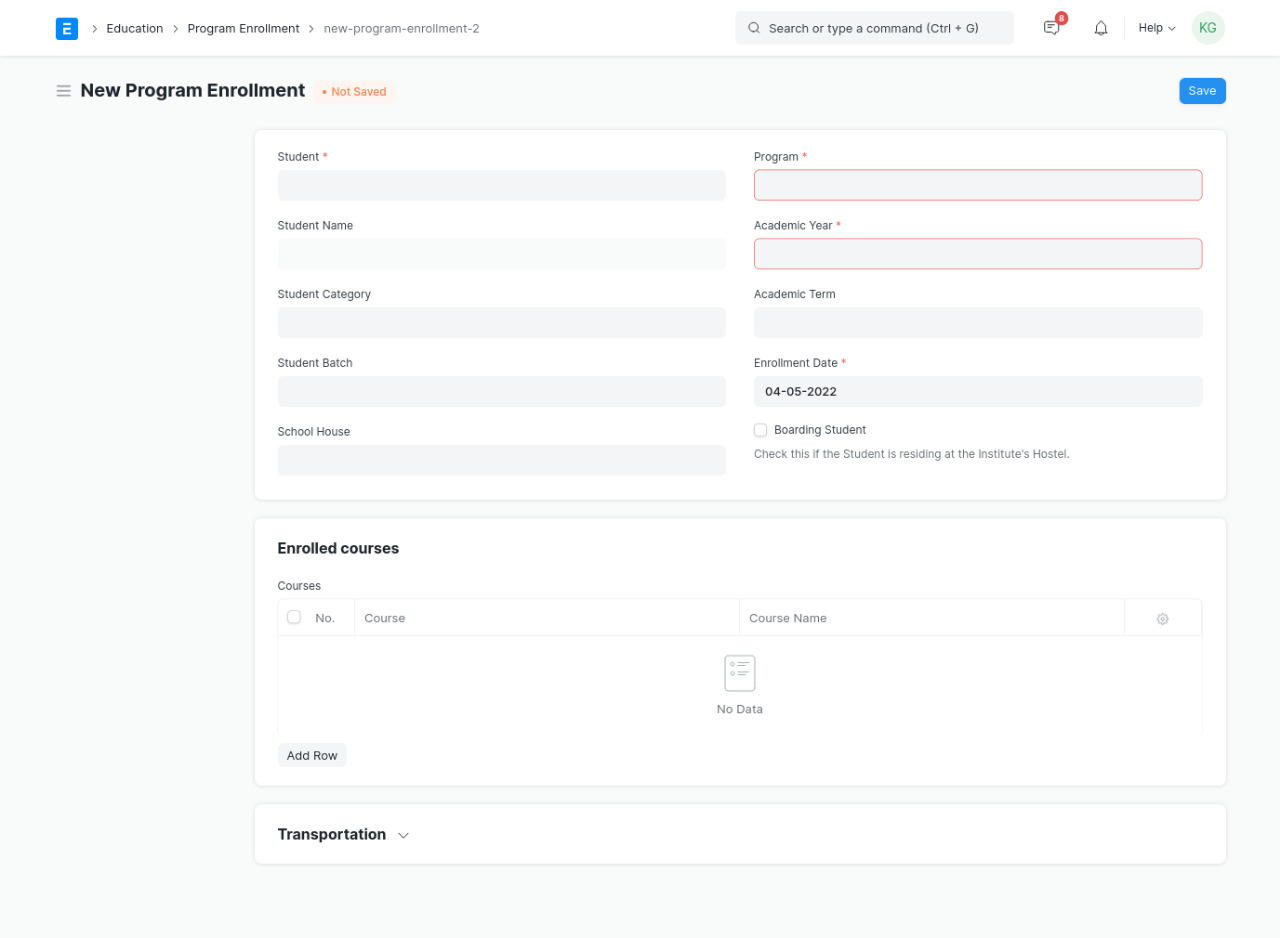 Education
Program Enrollment
new-program-enrollment-2
Search or type a command (Ctrl + G)
8
Help
KG
New Program Enrollment
• Not Saved
Save
Student *
Program *
Student Name
Academic Year *
Student Category
Academic Term
Student Batch
Enrollment Date *
04-05-2022
School House
Boarding Student
Check this if the Student is residing at the Institute's Hostel.
Enrolled courses
Courses
No.
Course
Course Name
No Data
Add Row
Transportation